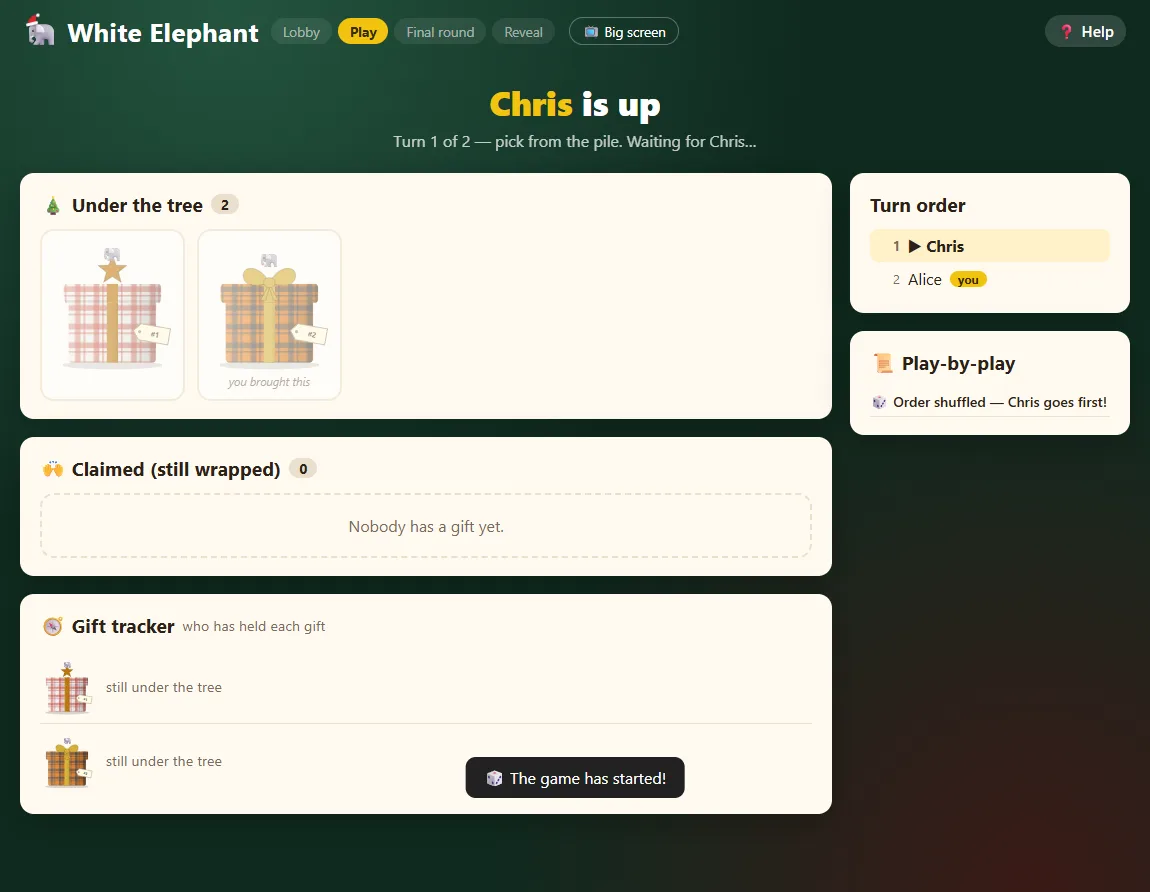 White Elephant
Lobby
Play
Final round
Reveal
Big screen
Help
Chris is up
Turn 1 of 2 — pick from the pile. Waiting for Chris...
Under the tree 2
#1
#2
you brought this
Claimed (still wrapped) 0
Nobody has a gift yet.
Gift tracker who has held each gift
still under the tree
still under the tree
Turn order
1 ▶ Chris
2 Alice you
Play-by-play
Order shuffled — Chris goes first!
The game has started!